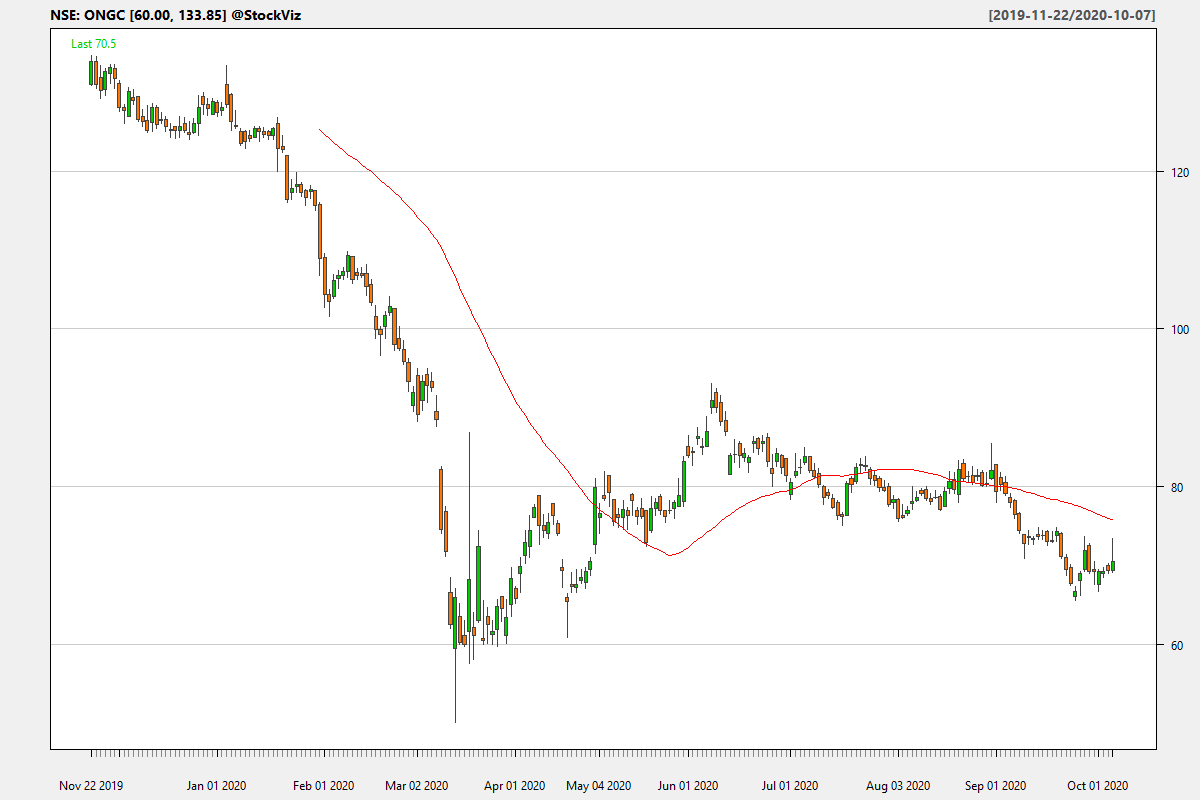 NSE: ONGC [60.00, 133.85] @StockViz
[2019-11-22/2020-10-07]
Last 70.5
120
100
80
60
Nov 22 2019
Jan 01 2020
Feb 01 2020
Mar 02 2020
Apr 01 2020
May 04 2020
Jun 01 2020
Jul 01 2020
Aug 03 2020
Sep 01 2020
Oct 01 2020